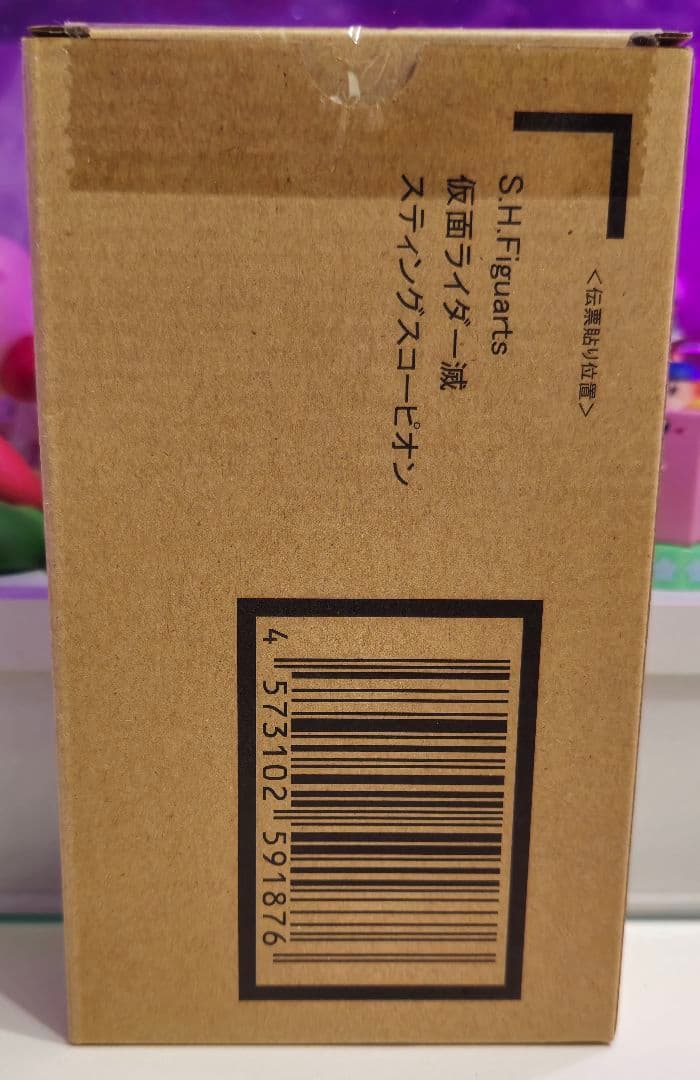 <伝票貼り位置>
S.H.Figuarts
仮面ライダー滅
スティングスコーピオン
4 573102 591876